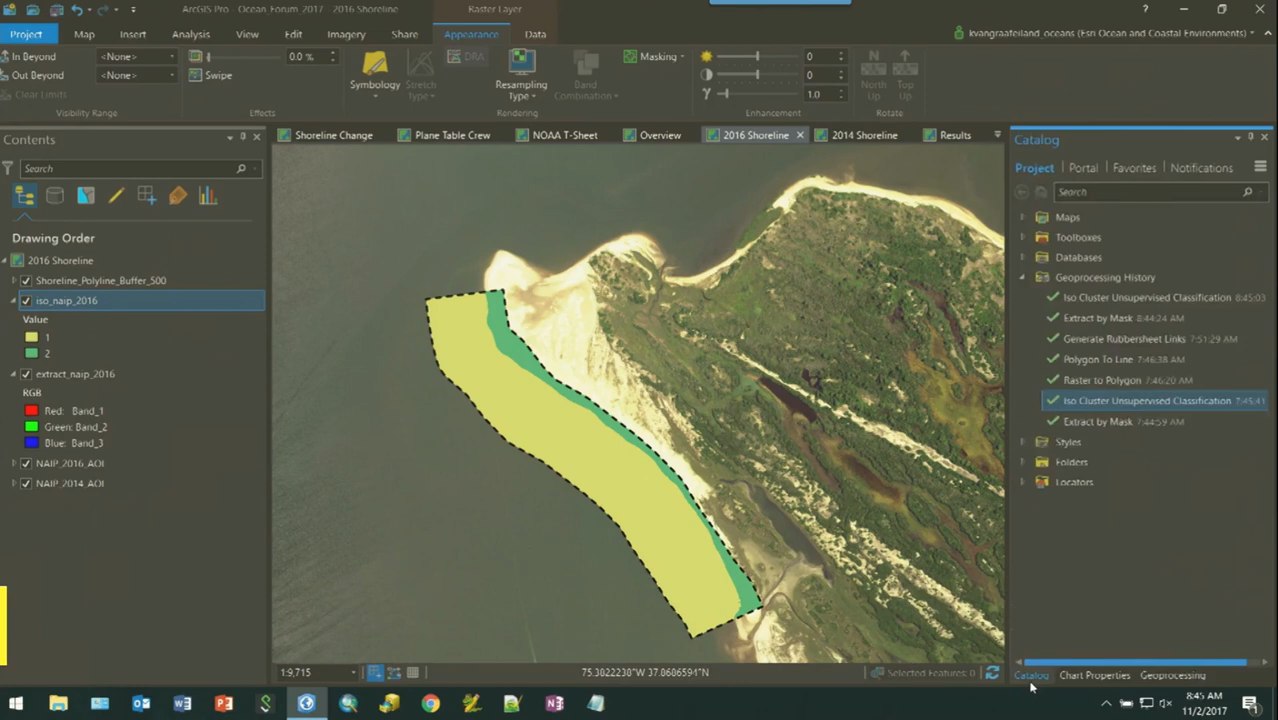 ArcGIS Pro - Ocean_Forum_2017 - 2016 Shoreline
Raster Layer
?
Project Map Insert Analysis View Edit Imagery Share Appearance Data
kvangraafeiland_oceans (Esri Ocean and Coastal Environments)
In Beyond <None>
Out Beyond <None>
Clear Limits
Visibility Range
0.0 %
Swipe
Effects
Symbology
Stretch Type
DRA
Resampling Type
Band Combination
Masking
Rendering
0
0
1.0
Enhancement
North Up
Top Up
Rotate
Contents
Search
Drawing Order
2016 Shoreline
Shoreline_Polyline_Buffer_500
iso_naip_2016
Value
1
2
extract_naip_2016
RGB
Red: Band_1
Green: Band_2
Blue: Band_3
NAIP_2016_AOI
NAIP_2014_AOI
Shoreline Change Plane Table Crew NOAA T-Sheet Overview 2016 Shoreline 2014 Shoreline Results
1:9,715
75.3022230°W 37.0606594°N
Selected Features: 0
Catalog
Project Portal Favorites Notifications
Search
Maps
Toolboxes
Databases
Geoprocessing History
Iso Cluster Unsupervised Classification 8:45:03
Extract by Mask 8:44:24 AM
Generate Rubbersheet Links 7:51:29 AM
Polygon To Line 7:46:38 AM
Raster to Polygon 7:46:20 AM
Iso Cluster Unsupervised Classification 7:45:41
Extract by Mask 7:44:59 AM
Styles
Folders
Locators
Catalog Chart Properties Geoprocessing
8:45 AM
11/2/2017